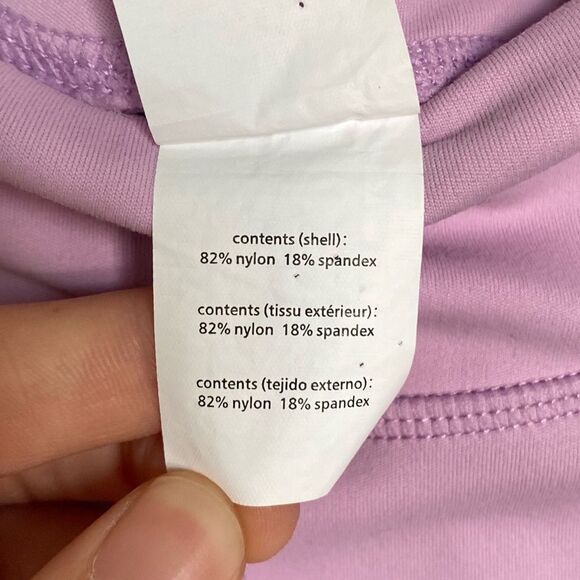 contents (shell):
82% nylon 18% spandex
contents (tissu extérieur):
82% nylon 18% spandex
contents (tejido externo):
82% nylon 18% spandex